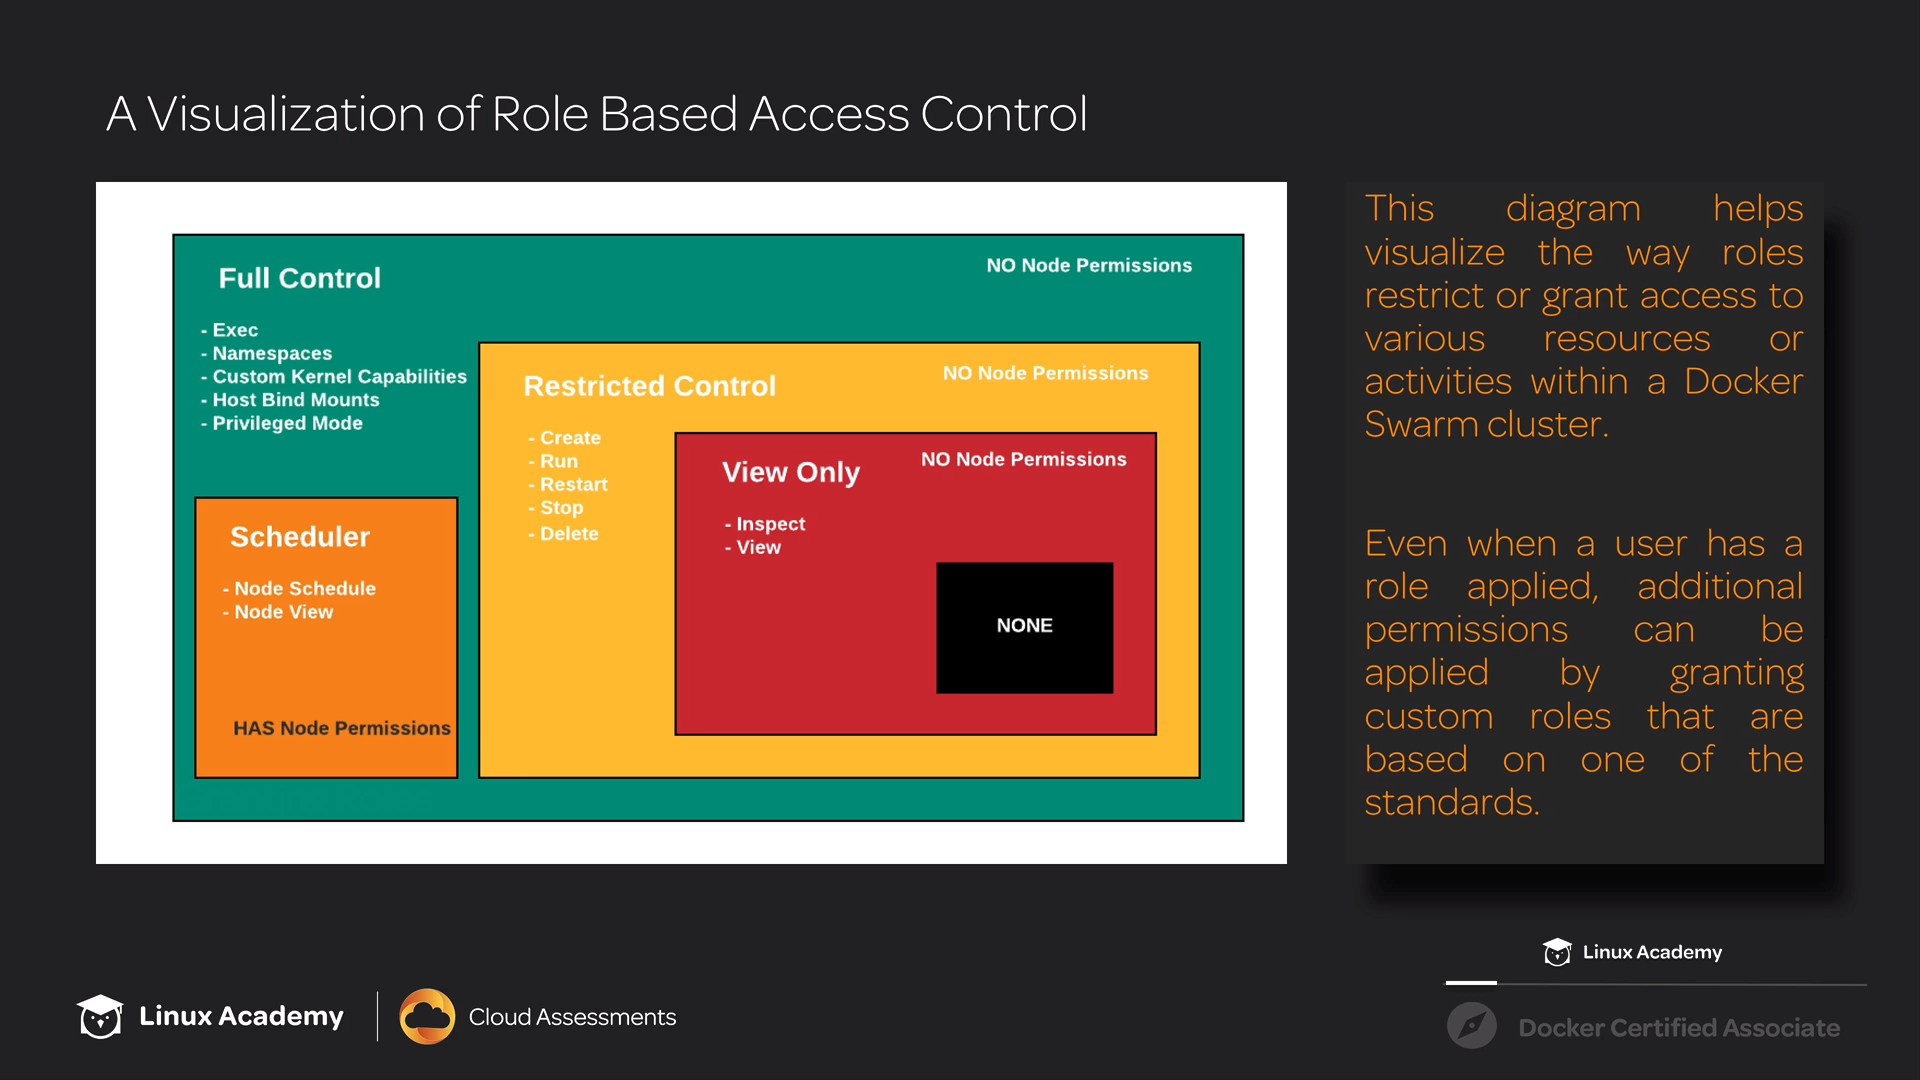 A Visualization of Role Based Access Control
Full Control
NO Node Permissions
- Exec
- Namespaces
- Custom Kernel Capabilities
- Host Bind Mounts
- Privileged Mode
Restricted Control
NO Node Permissions
- Create
- Run
- Restart
- Stop
- Delete
View Only
NO Node Permissions
- Inspect
- View
NONE
Scheduler
- Node Schedule
- Node View
HAS Node Permissions
This diagram helps
visualize the way roles
restrict or grant access to
various resources or
activities within a Docker
Swarm cluster.
Even when a user has a
role applied, additional
permissions can be
applied by granting
custom roles that are
based on one of the
standards.
Linux Academy
Cloud Assessments
Linux Academy
Docker Certified Associate